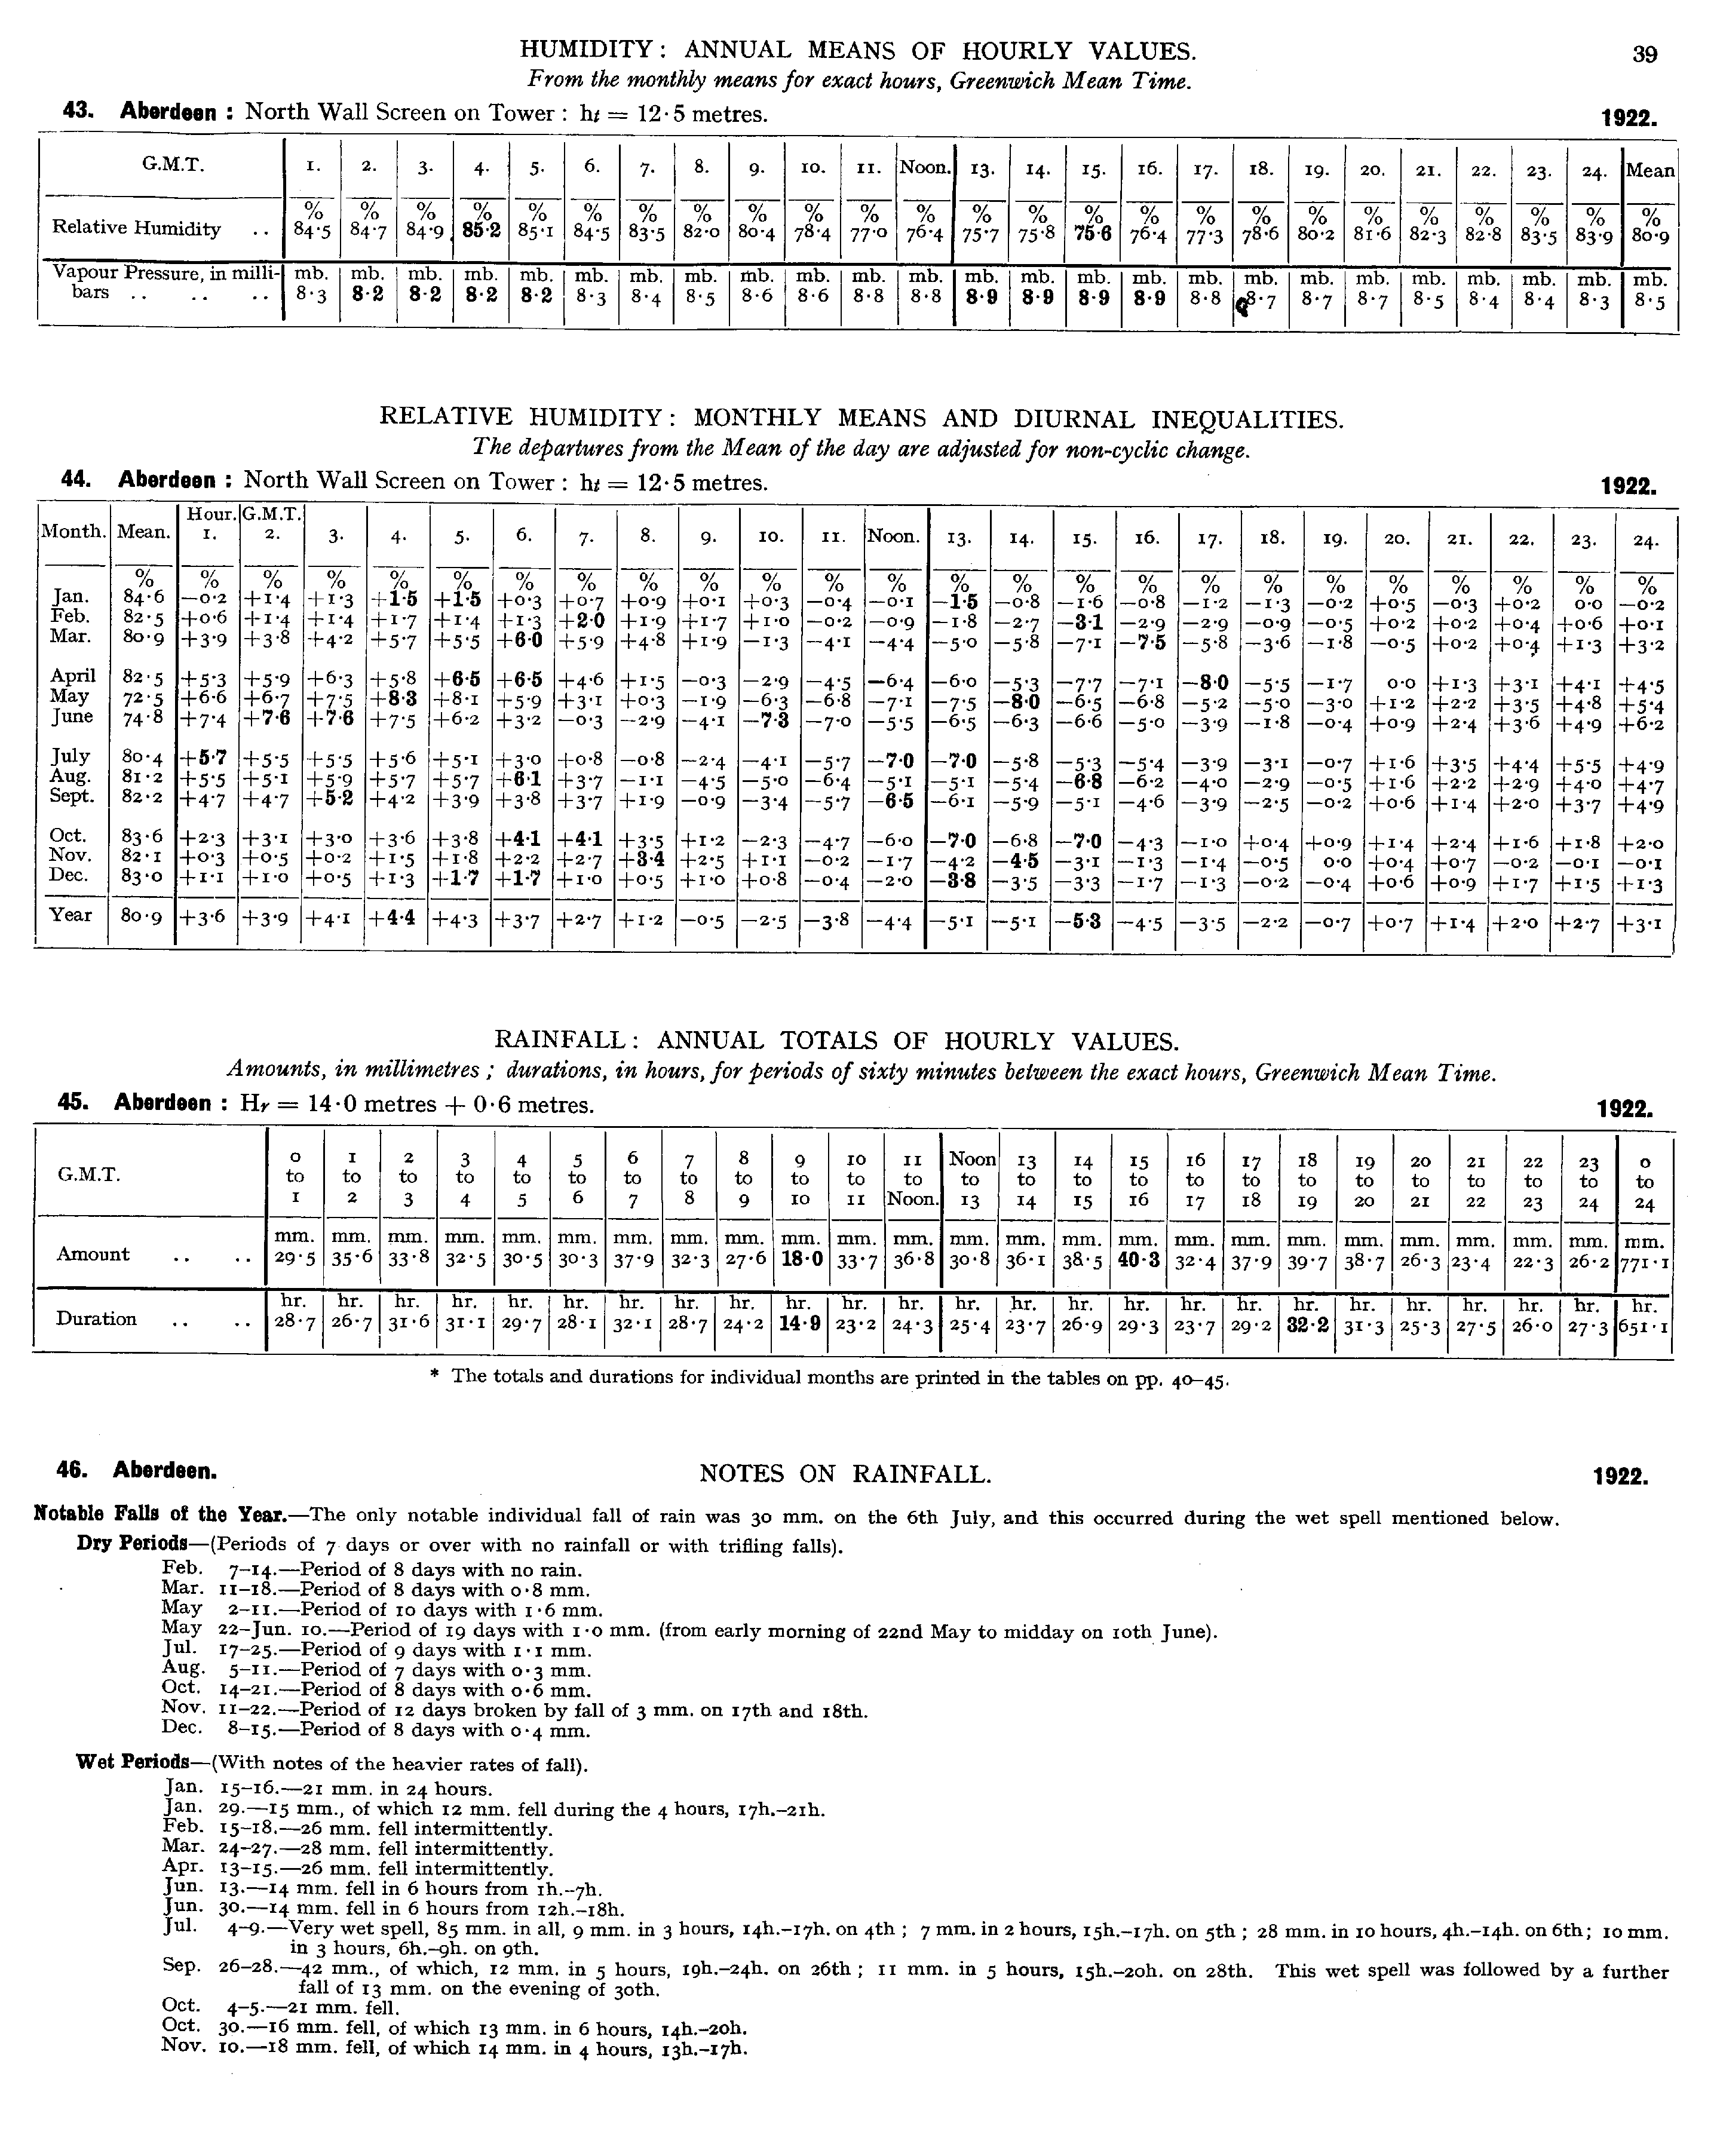 HUMIDITY: ANNUAL MEANS OF HOURLY VALUES. 39
From the monthly means for exact hours, Greenwich Mean Time.
43. Aberdeen : North Wall Screen on Tower : ht = 12·5 metres. 1922.
G.M.T. 1. 2. 3. 4. 5. 6. 7. 8. 9. 10. 11. Noon. 13. 14. 15. 16. 17. 18. 19. 20. 21. 22. 23. 24. Mean
% % % % % % % % % % % % % % % % % % % % % % % % %
Relative Humidity .. 84·5 84·7 84·9 85·2 85·1 84·5 83·5 82·0 80·4 78·4 77·0 76·4 75·7 75·8 75·6 76·4 77·3 78·6 80·2 81·6 82·3 82·8 83·5 83·9 80·9
Vapour Pressure, in milli- mb. mb. mb. mb. mb. mb. mb. mb. mb. mb. mb. mb. mb. mb. mb. mb. mb. mb. mb. mb. mb. mb. mb. mb. mb.
bars .. .. .. 8·3 8·2 8·2 8·2 8·2 8·3 8·4 8·5 8·6 8·6 8·8 8·8 8·9 8·9 8·9 8·9 8·8 8·7 8·7 8·7 8·5 8·4 8·4 8·3 8·5
RELATIVE HUMIDITY: MONTHLY MEANS AND DIURNAL INEQUALITIES.
The departures from the Mean of the day are adjusted for non-cyclic change.
44. Aberdeen : North Wall Screen on Tower : ht = 12·5 metres. 1922.
Hour. G.M.T.
Month. Mean. 1. 2. 3. 4. 5. 6. 7. 8. 9. 10. 11. Noon. 13. 14. 15. 16. 17. 18. 19. 20. 21. 22. 23. 24.
% % % % % % % % % % % % % % % % % % % % % % % % %
Jan. 84·6 —0·2 +1·4 +1·3 +1·5 +1·5 +0·3 +0·7 +0·9 +0·1 +0·3 —0·4 —0·1 —1·5 —0·8 —1·6 —0·8 —1·2 —1·3 —0·2 +0·5 —0·3 +0·2 0·0 —0·2
Feb. 82·5 +0·6 +1·4 +1·4 +1·7 +1·4 +1·3 +2·0 +1·9 +1·7 +1·0 —0·2 —0·9 —1·8 —2·7 —3·1 —2·9 —2·9 —0·9 —0·5 +0·2 +0·2 +0·4 +0·6 +0·1
Mar. 80·9 +3·9 +3·8 +4·2 +5·7 +5·5 +6·0 +5·9 +4·8 +1·9 —1·3 —4·1 —4·4 —5·0 —5·8 —7·1 —7·5 —5·8 —3·6 —1·8 —0·5 +0·2 +0·4 +1·3 +3·2
April 82·5 +5·3 +5·9 +6·3 +5·8 +6·5 +6·5 +4·6 +1·5 —0·3 —2·9 —4·5 —6·4 —6·0 —5·3 —7·7 —7·1 —8·0 —5·5 —1·7 0·0 +1·3 +3·1 +4·1 +4·5
May 72·5 +6·6 +6·7 +7·5 +8·3 +8·1 +5·9 +3·1 +0·3 —1·9 —6·3 —6·8 —7·1 —7·5 —8·0 —6·5 —6·8 —5·2 —5·0 —3·0 +1·2 +2·2 +3·5 +4·8 +5·4
June 74·8 +7·4 +7·6 +7·6 +7·5 +6·2 +3·2 —0·3 —2·9 —4·1 —7·3 —7·0 —5·5 —6·5 —6·3 —6·6 —5·0 —3·9 —1·8 —0·4 +0·9 +2·4 +3·6 +4·9 +6·2
July 80·4 +5·7 +5·5 +5·5 +5·6 +5·1 +3·0 +0·8 —0·8 —2·4 —4·1 —5·7 —7·0 —7·0 —5·8 —5·3 —5·4 —3·9 —3·1 —0·7 +1·6 +3·5 +4·4 +5·5 +4·9
Aug. 81·2 +5·5 +5·1 +5·9 +5·7 +5·7 +6·1 +3·7 —1·1 —4·5 —5·0 —6·4 —5·1 —5·1 —5·4 —6·8 —6·2 —4·0 —2·9 —0·5 +1·6 +2·2 +2·9 +4·0 +4·7
Sept. 82·2 +4·7 +4·7 +5·2 +4·2 +3·9 +3·8 +3·7 +1·9 —0·9 —3·4 —5·7 —6·5 —6·1 —5·9 —5·1 —4·6 —3·9 —2·5 —0·2 +0·6 +1·4 +2·0 +3·7 +4·9
Oct. 83·6 +2·3 +3·1 +3·0 +3·6 +3·8 +4·1 +4·1 +3·5 +1·2 —2·3 —4·7 —6·0 —7·0 —6·8 —7·0 —4·3 —1·0 +0·4 +0·9 +1·4 +2·4 +1·6 +1·8 +2·0
Nov. 82·1 +0·3 +0·5 +0·2 +1·5 +1·8 +2·2 +2·7 +3·4 +2·5 +1·1 —0·2 —1·7 —4·2 —4·5 —3·1 —1·3 —1·4 —0·5 0·0 +0·4 +0·7 —0·2 —0·1 —0·1
Dec. 83·0 +1·1 +1·0 +0·5 +1·3 +1·7 +1·7 +1·0 +0·5 +1·0 +0·8 —0·4 —2·0 —3·8 —3·5 —3·3 —1·7 —1·3 —0·2 —0·4 +0·6 +0·9 +1·7 +1·5 +1·3
Year 80·9 +3·6 +3·9 +4·1 +4·4 +4·3 +3·7 +2·7 +1·2 —0·5 —2·5 —3·8 —4·4 —5·1 —5·1 —5·3 —4·5 —3·5 —2·2 —0·7 +0·7 +1·4 +2·0 +2·7 +3·1
RAINFALL: ANNUAL TOTALS OF HOURLY VALUES.
Amounts, in millimetres ; durations, in hours, for periods of sixty minutes between the exact hours, Greenwich Mean Time.
45. Aberdeen : Hr = 14·0 metres + 0·6 metres. 1922.
0 1 2 3 4 5 6 7 8 9 10 11 Noon 13 14 15 16 17 18 19 20 21 22 23 0
G.M.T. to to to to to to to to to to to to to to to to to to to to to to to to to
1 2 3 4 5 6 7 8 9 10 11 Noon. 13 14 15 16 17 18 19 20 21 22 23 24 24
mm. mm. mm. mm. mm. mm. mm. mm. mm. mm. mm. mm. mm. mm. mm. mm. mm. mm. mm. mm. mm. mm. mm. mm. mm.
Amount .. .. 29·5 35·6 33·8 32·5 30·5 30·3 37·9 32·3 27·6 18·0 33·7 36·8 30·8 36·1 38·5 40·3 32·4 37·9 39·7 38·7 26·3 23·4 22·3 26·2 771·1
hr. hr. hr. hr. hr. hr. hr. hr. hr. hr. hr. hr. hr. hr. hr. hr. hr. hr. hr. hr. hr. hr. hr. hr. hr.
Duration .. .. 28·7 26·7 31·6 31·1 29·7 28·1 32·1 28·7 24·2 14·9 23·2 24·3 25·4 23·7 26·9 29·3 23·7 29·2 32·2 31·3 25·3 27·5 26·0 27·3 651·1
* The totals and durations for individual months are printed in the tables on pp. 40–45.
46. Aberdeen. NOTES ON RAINFALL. 1922.
Notable Falls of the Year.—The only notable individual fall of rain was 30 mm. on the 6th July, and this occurred during the wet spell mentioned below.
Dry Periods—(Periods of 7 days or over with no rainfall or with trifling falls).
Feb. 7–14.—Period of 8 days with no rain.
Mar. 11–18.—Period of 8 days with 0·8 mm.
May 2–11.—Period of 10 days with 1·6 mm.
May 22–Jun. 10.—Period of 19 days with 1·0 mm. (from early morning of 22nd May to midday on 10th June).
Jul. 17–25.—Period of 9 days with 1·1 mm.
Aug. 5–11.—Period of 7 days with 0·3 mm.
Oct. 14–21.—Period of 8 days with 0·6 mm.
Nov. 11–22.—Period of 12 days broken by fall of 3 mm. on 17th and 18th.
Dec. 8–15.—Period of 8 days with 0·4 mm.
Wet Periods—(With notes of the heavier rates of fall).
Jan. 15–16.—21 mm. in 24 hours.
Jan. 29.—15 mm., of which 12 mm. fell during the 4 hours, 17h.–21h.
Feb. 15–18.—26 mm. fell intermittently.
Mar. 24–27.—28 mm. fell intermittently.
Apr. 13–15.—26 mm. fell intermittently.
Jun. 13.—14 mm. fell in 6 hours from 1h.–7h.
Jun. 30.—14 mm. fell in 6 hours from 12h.–18h.
Jul. 4–9.—Very wet spell, 85 mm. in all, 9 mm. in 3 hours, 14h.–17h. on 4th ; 7 mm. in 2 hours, 15h.–17h. on 5th ; 28 mm. in 10 hours, 4h.–14h. on 6th; 10 mm.
in 3 hours, 6h.–9h. on 9th.
Sep. 26–28.—42 mm., of which, 12 mm. in 5 hours, 19h.–24h. on 26th ; 11 mm. in 5 hours, 15h.–20h. on 28th. This wet spell was followed by a further
fall of 13 mm. on the evening of 30th.
Oct. 4–5.—21 mm. fell.
Oct. 30.—16 mm. fell, of which 13 mm. in 6 hours, 14h.–20h.
Nov. 10.—18 mm. fell, of which 14 mm. in 4 hours, 13h.–17h.